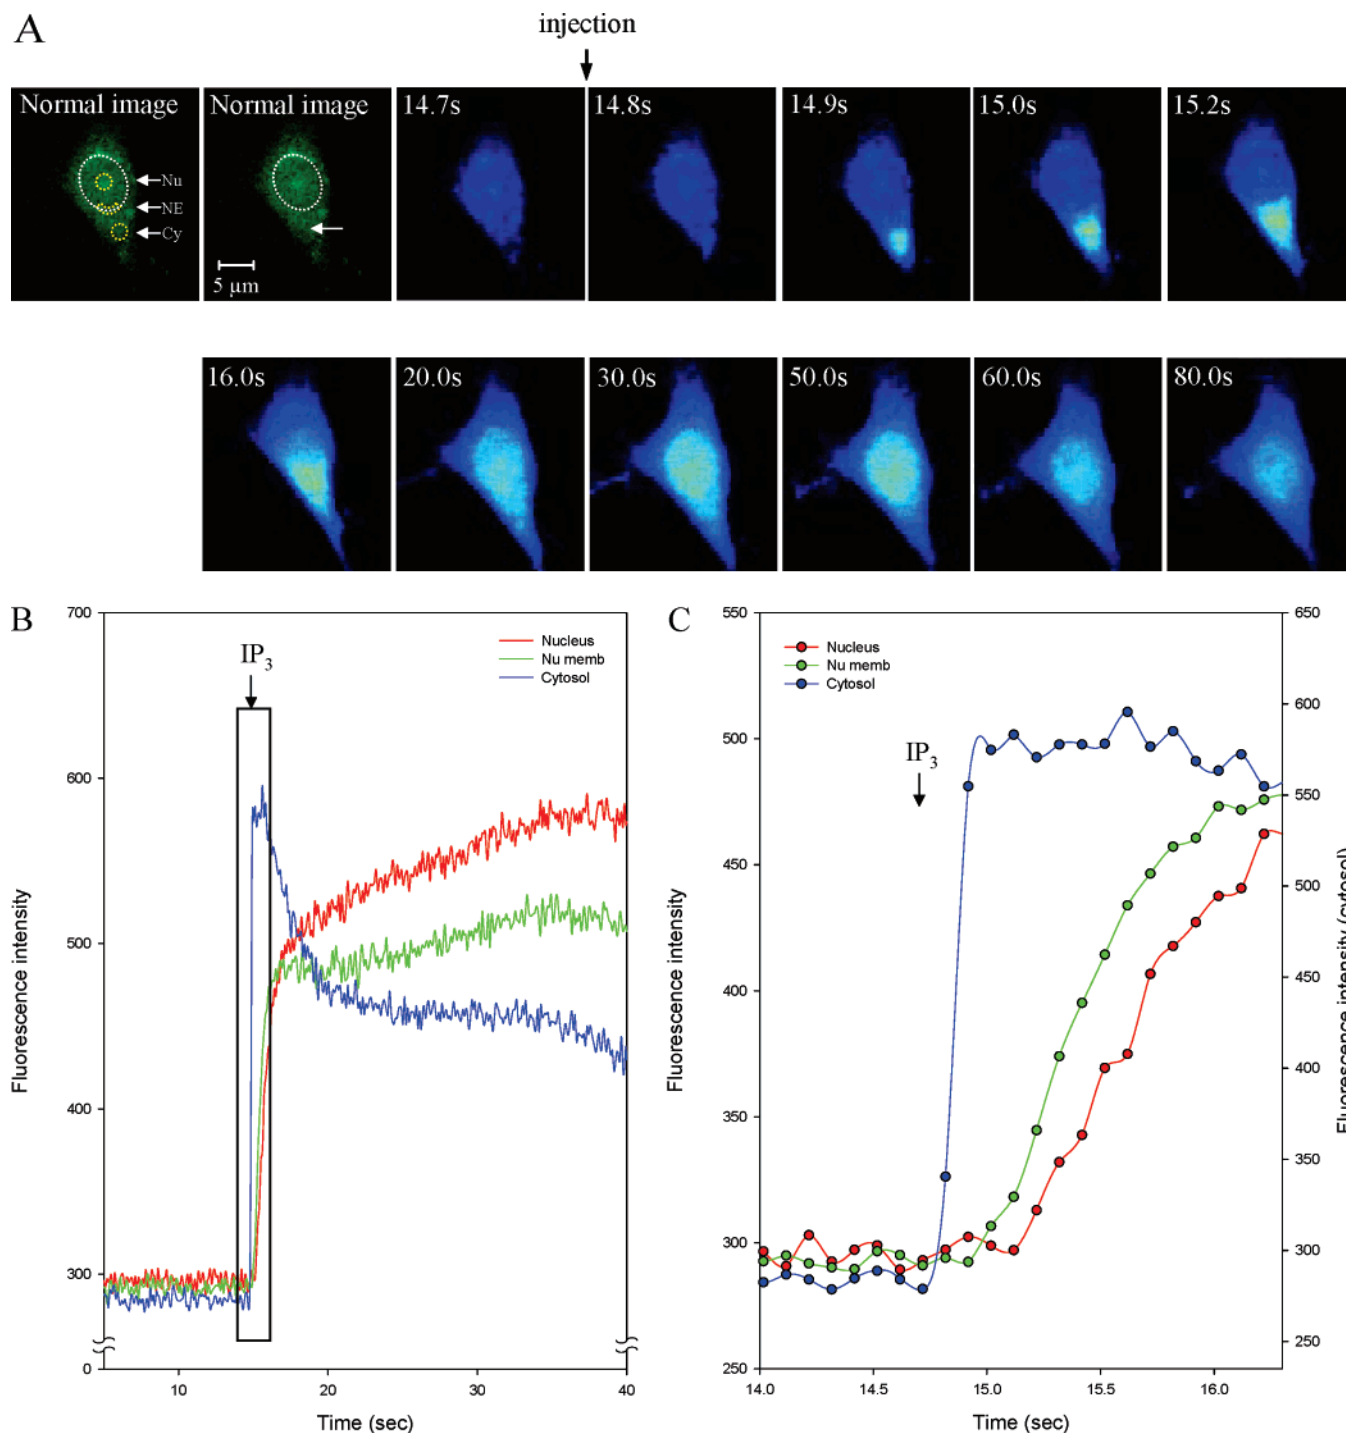 A
injection
Normal image
Normal image
14.7s
14.8s
14.9s
15.0s
15.2s
Nu
NE
Cy
5 µm
16.0s
20.0s
30.0s
50.0s
60.0s
80.0s
B
700
600
500
400
300
0
Fluorescence intensity
IP3
Nucleus
Nu memb
Cytosol
10
20
30
40
Time (sec)
C
550
500
450
400
350
300
250
Fluorescence intensity
Nucleus
Nu memb
Cytosol
IP3
650
600
550
500
450
400
350
300
250
Fluorescence intensity (cytosol)
14.0
14.5
15.0
15.5
16.0
Time (sec)